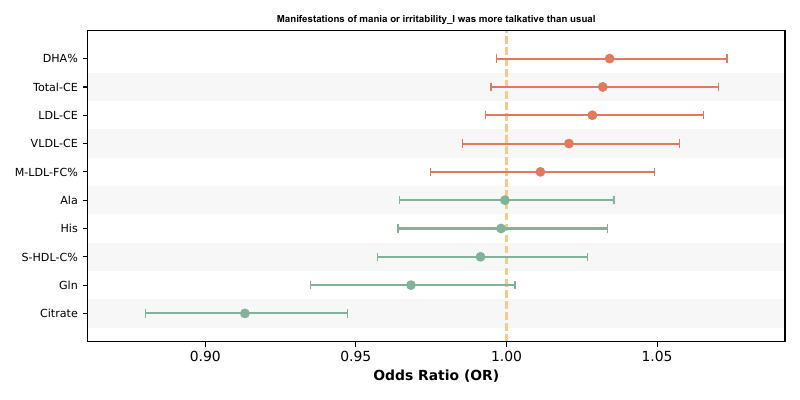 Manifestations of mania or irritability_I was more talkative than usual
DHA%
Total-CE
LDL-CE
VLDL-CE
M-LDL-FC%
Ala
His
S-HDL-C%
Gln
Citrate
0.90 0.95 1.00 1.05
Odds Ratio (OR)